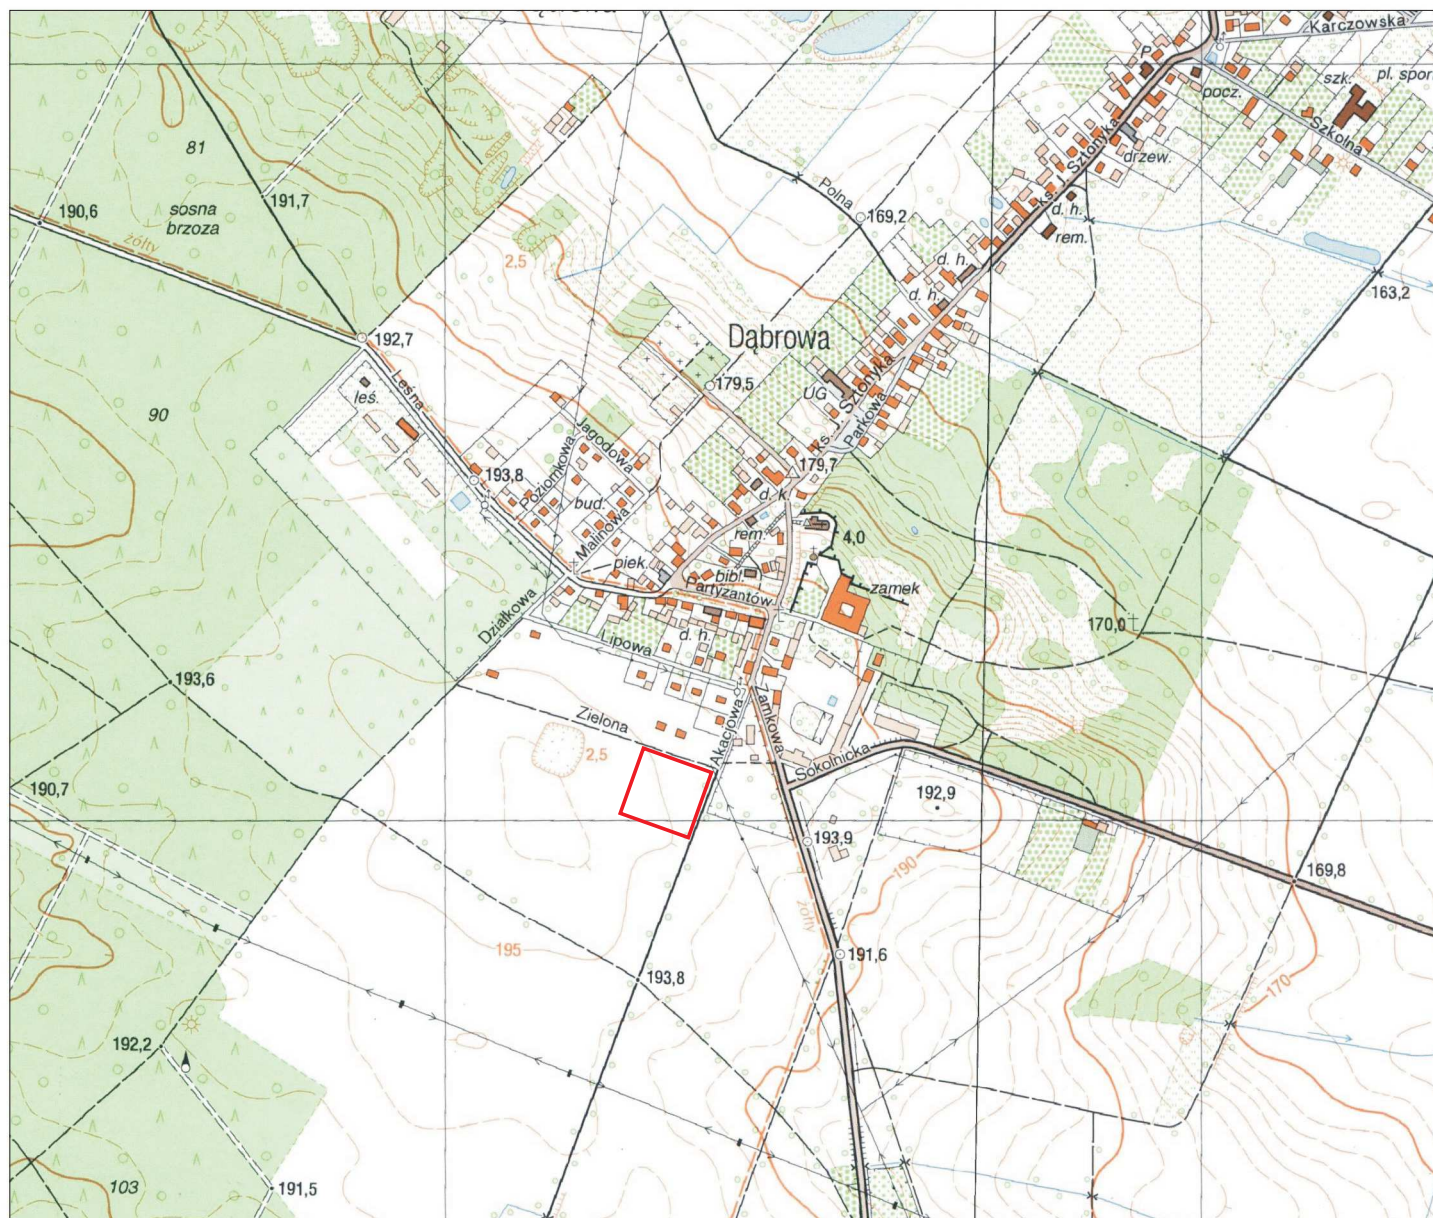 Karczowska
P.
szk.
pl. spor
pocz.
Szkolna
drzew.
ks. J. Sztonyka
d. h.
rem.
81
191,7
190,6
sosna
brzoza
żółty
Polna
169,2
2,5
d. h.
d. h.
163,2
192,7
Dąbrowa
179,5
leś.
Leśna
UG
ks. J. Sztonyka
Parkowa
90
Jagodowa
Poziomkowa
193,8
179,7
bud.
Malinowa
d. k.
rem.
4,0
piek.
bibl.
Partyzantów
zamek
Działkowa
d. h.
170,0
Lipowa
193,6
Zielona
Akacjowa
Zamkowa
2,5
Sokolnicka
190,7
192,9
193,9
190
169,8
żółty
195
191,6
193,8
170
192,2
103
191,5